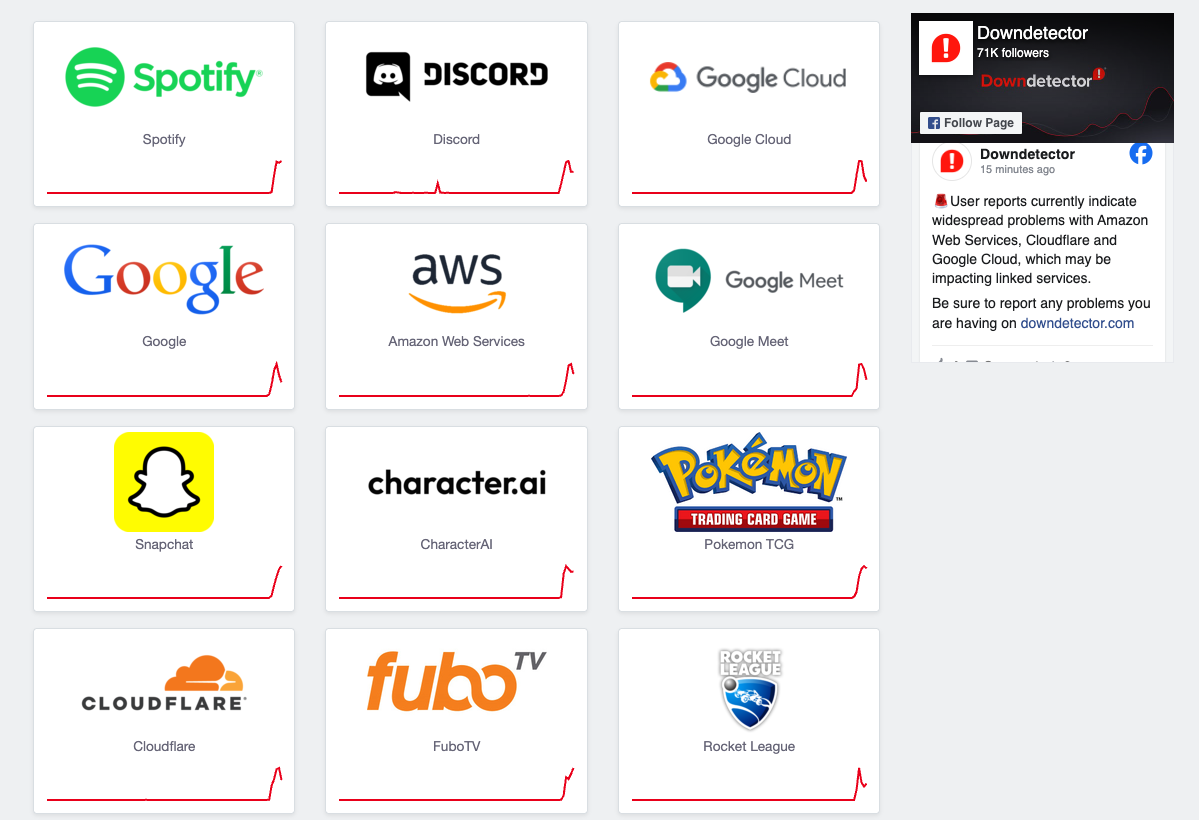 Spotify®
Spotify
DISCORD
Discord
Google Cloud
Google Cloud
Google
Google
aws
Amazon Web Services
Google Meet
Google Meet
Snapchat
character.ai
CharacterAI
POKéMON™
TRADING CARD GAME
Pokemon TCG
CLOUDFLARE®
Cloudflare
fubo TV
FuboTV
ROCKET
LEAGUE
Rocket League
Downdetector
71K followers
Downdetector
Follow Page
Downdetector
15 minutes ago
User reports currently indicate
widespread problems with Amazon
Web Services, Cloudflare and
Google Cloud, which may be
impacting linked services.
Be sure to report any problems you
are having on downdetector.com